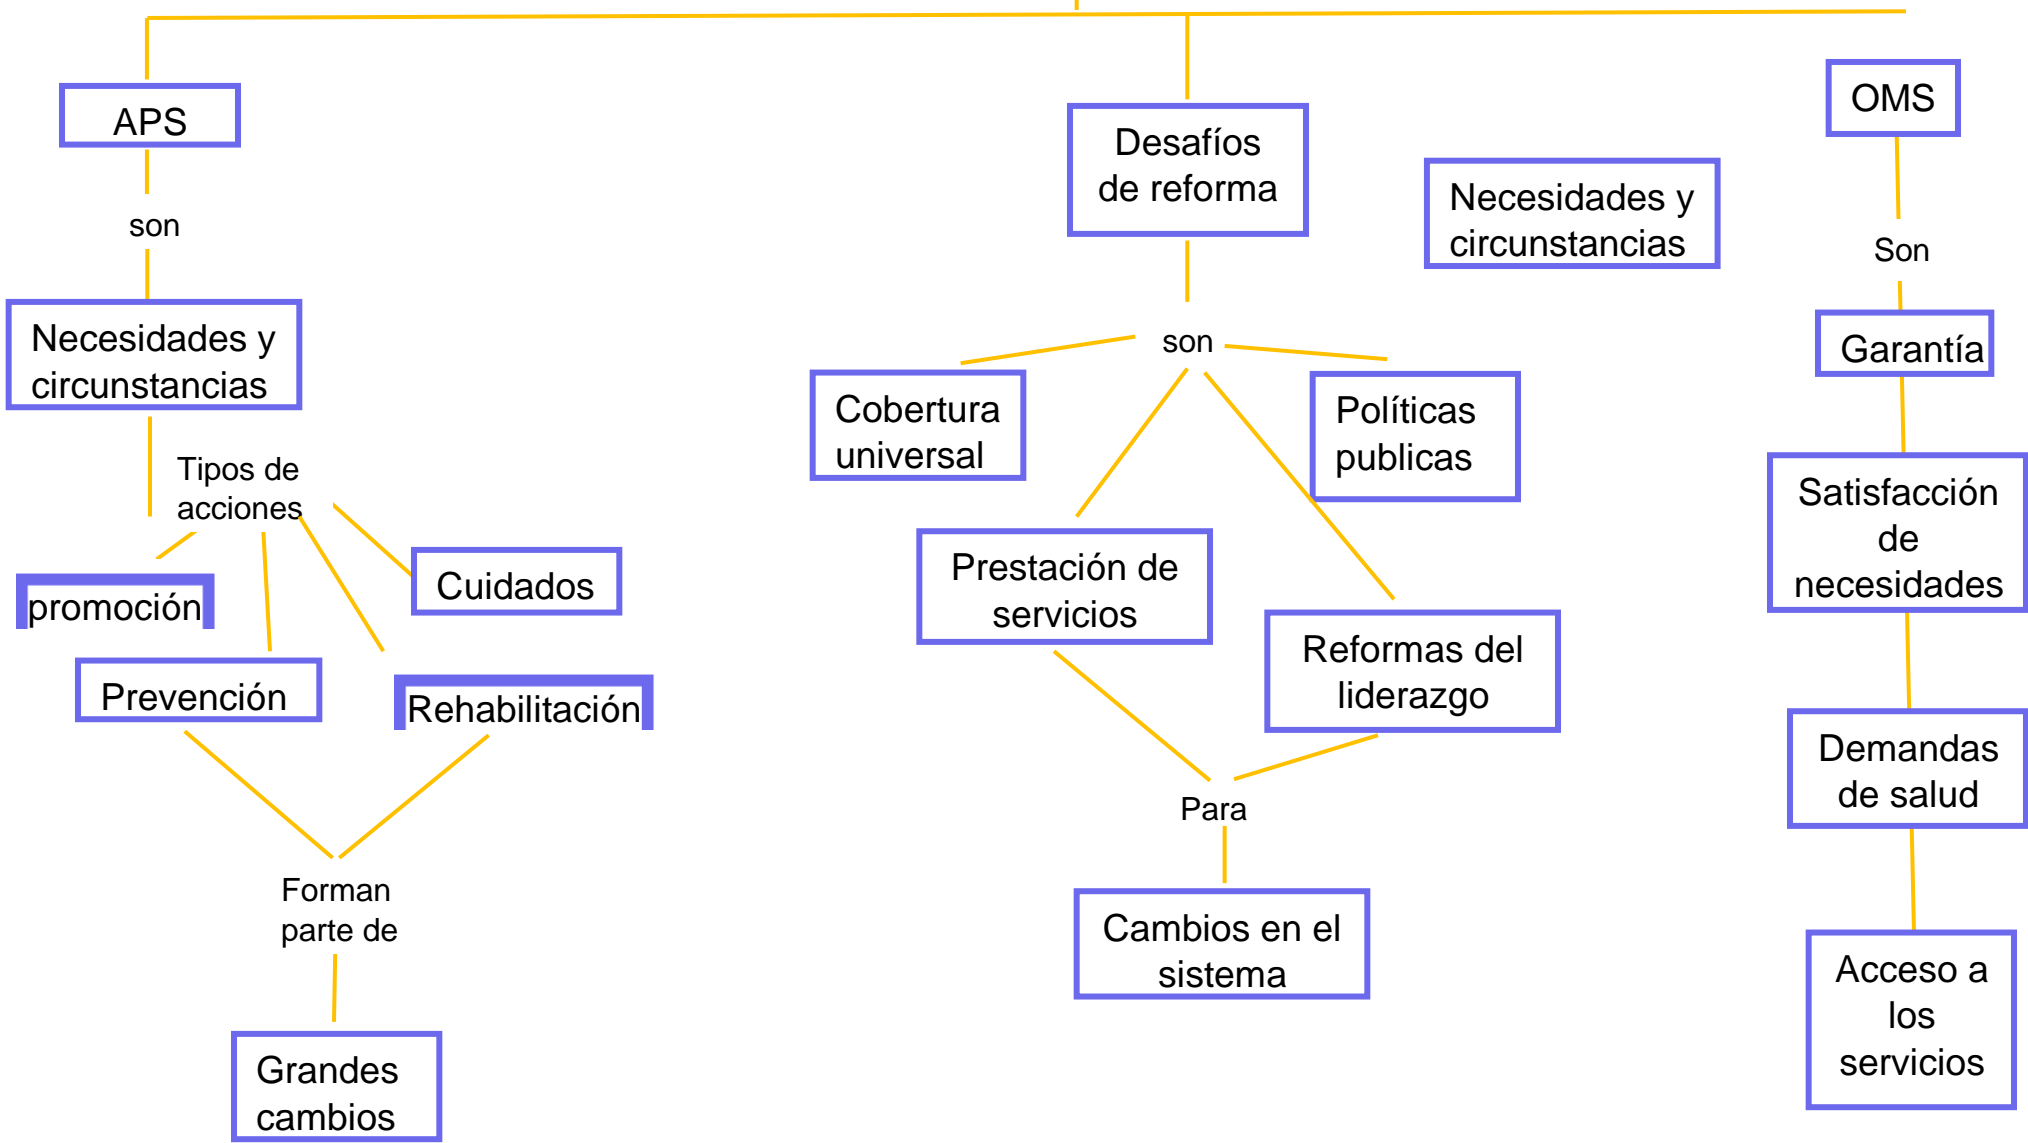 APS
son
Necesidades y
circunstancias
Tipos de
acciones
promoción
Cuidados
Prevención
Rehabilitación
Forman
parte de
Grandes
cambios
Desafíos
de reforma
Necesidades y
circunstancias
son
Cobertura
universal
Políticas
publicas
Prestación de
servicios
Reformas del
liderazgo
Para
Cambios en el
sistema
OMS
Son
Garantía
Satisfacción
de
necesidades
Demandas
de salud
Acceso a
los
servicios